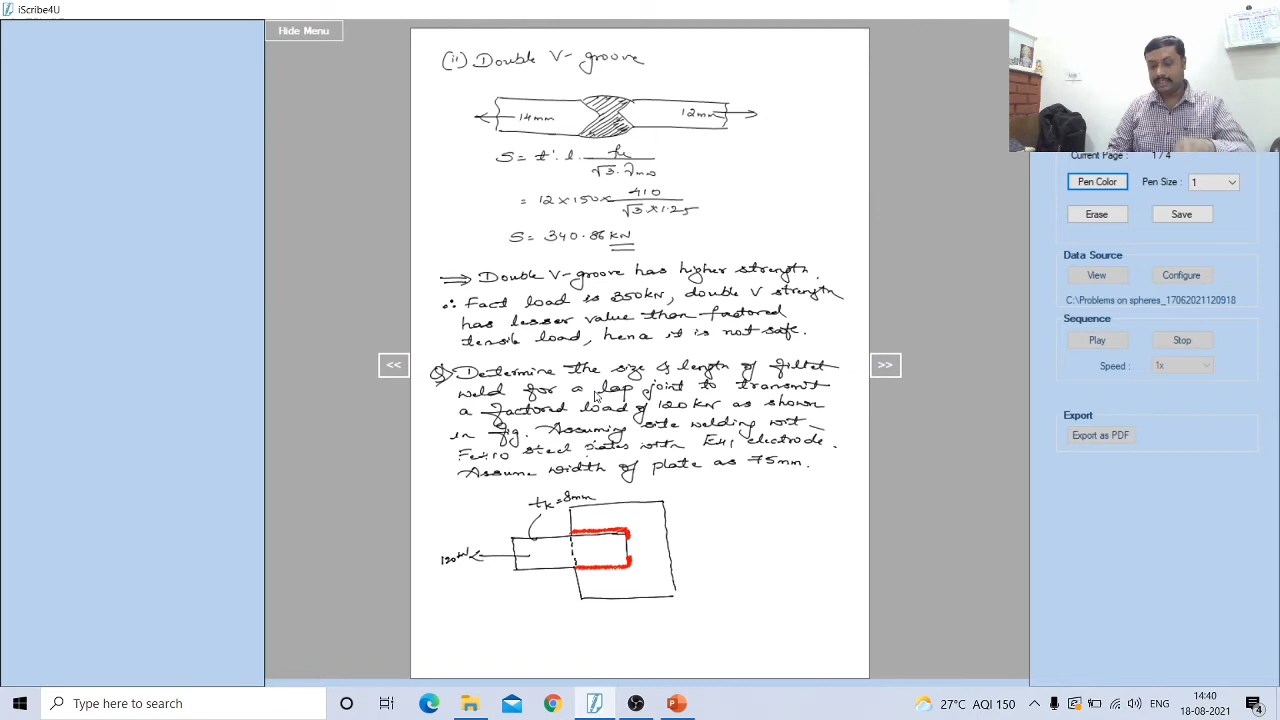 iScribe4U
Hide Menu
(ii) Double V-groove
14mm
12mm
S = t'. l. fu
√3. γmw
= 12 x 150 x 410
√3 x 1.25
S = 340.86 KN
⟹ Double V-groove has higher strength.
∴ Fact load is 350KN, double V strength
has lesser value than factored
tensile load, hena it is not safe.
Q) Determine the size & length of fillet
weld for a lap joint to transmit
a factored load of 120 KN as shown
in fig. Assuming site welding wit
Fe410 steel plates with E41 electrode.
Assume width of plate as 75mm.
tk = 8mm
120KN
<<
>>
Current Page : 1 / 4
Pen Color Pen Size : 1
Erase Save
Data Source
View Configure
C:\Problems on spheres_17062021120918
Sequence
Play Stop
Speed : 1x
Export
Export as PDF
Type here to search
27°C AQI 150
14:40
18-08-2021
4